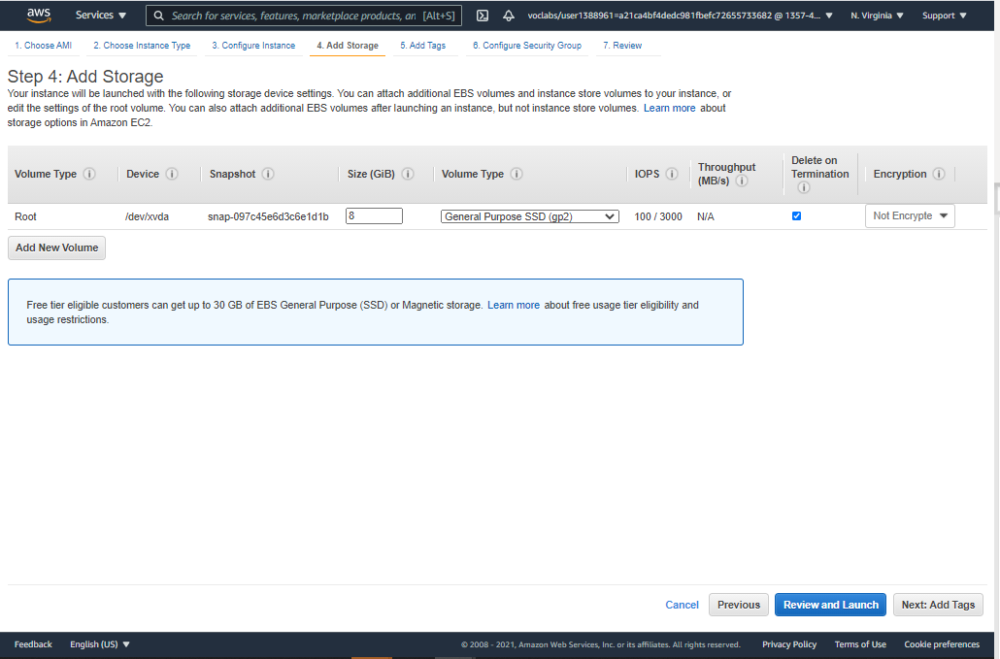 aws Services Search for services, features, marketplace products, an [Alt+S] voclabs/user1388961=a21ca4bf4dedc981fbefc72655733682 @ 1357-4... N. Virginia Support
1. Choose AMI 2. Choose Instance Type 3. Configure Instance 4. Add Storage 5. Add Tags 6. Configure Security Group 7. Review
Step 4: Add Storage
Your instance will be launched with the following storage device settings. You can attach additional EBS volumes and instance store volumes to your instance, or
edit the settings of the root volume. You can also attach additional EBS volumes after launching an instance, but not instance store volumes. Learn more about
storage options in Amazon EC2.
Volume Type Device Snapshot Size (GiB) Volume Type IOPS Throughput (MB/s) Delete on Termination Encryption
Root /dev/xvda snap-097c45e6d3c6e1d1b 8 General Purpose SSD (gp2) 100 / 3000 N/A Not Encrypte
Add New Volume
Free tier eligible customers can get up to 30 GB of EBS General Purpose (SSD) or Magnetic storage. Learn more about free usage tier eligibility and
usage restrictions.
Cancel Previous Review and Launch Next: Add Tags
Feedback English (US) © 2008 - 2021, Amazon Web Services, Inc. or its affiliates. All rights reserved. Privacy Policy Terms of Use Cookie preferences